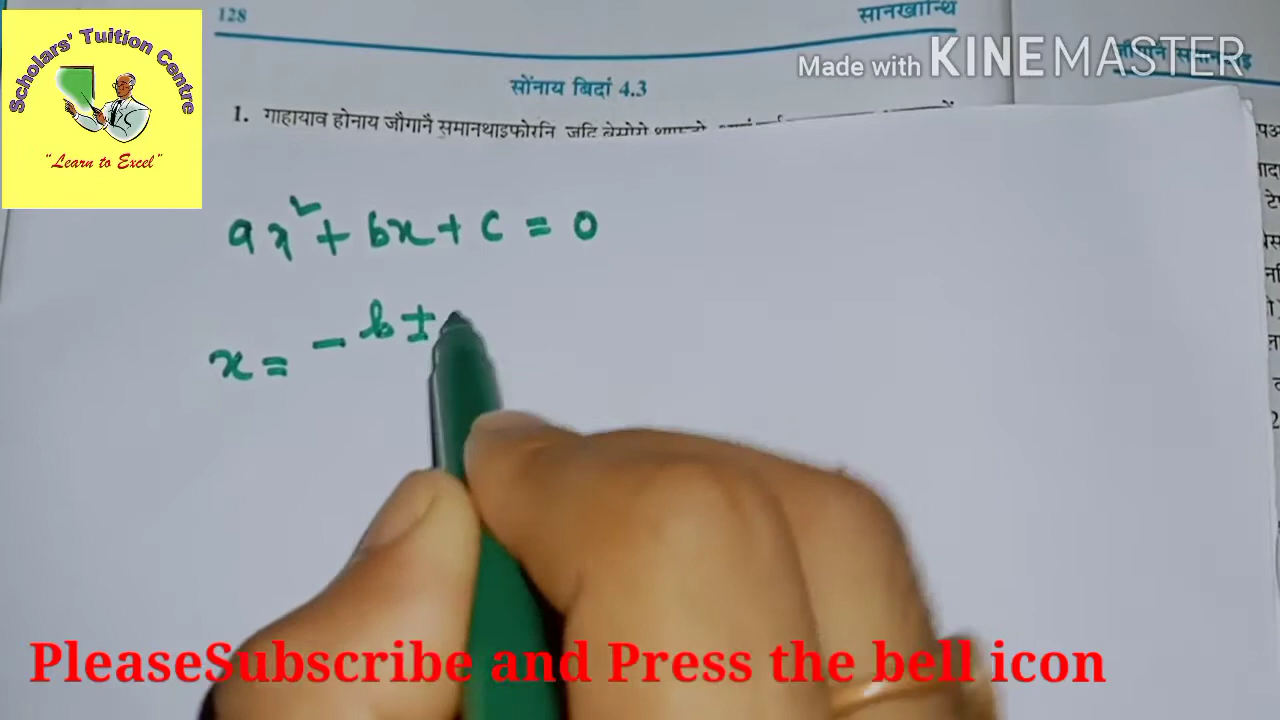 128
सानखान्थि
Scholars' Tuition Centre
"Learn to Excel"
Made with KINEMASTER
सोंनाय बिदां 4.3
1. गाहायाव होनाय जौगानै समानथाइफोरनि
ax² + bx + c = 0
x = - b ±
PleaseSubscribe and Press the bell icon